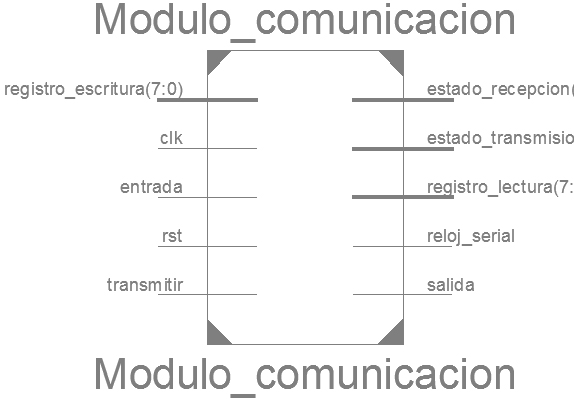 Modulo_comunicacion
registro_escritura(7:0)
clk
entrada
rst
transmitir
estado_recepcion(
estado_transmisio
registro_lectura(7:
reloj_serial
salida
Modulo_comunicacion